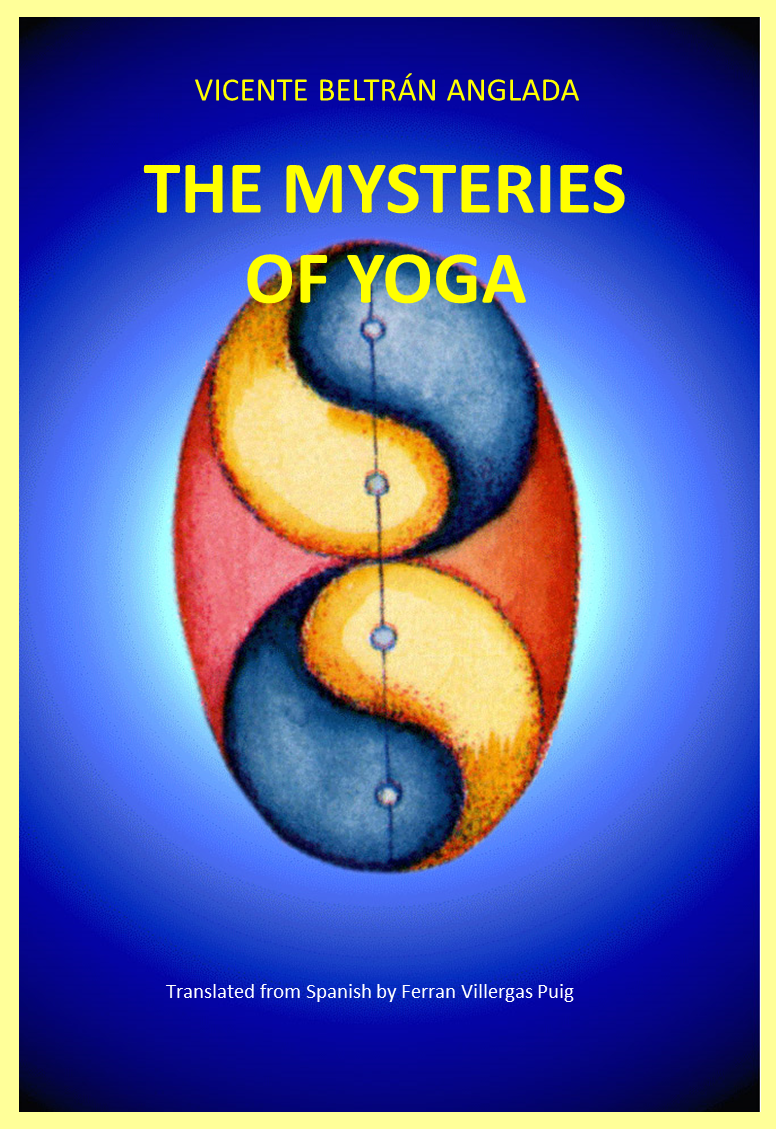 VICENTE BELTRÁN ANGLADA
THE MYSTERIES
OF YOGA
Translated from Spanish by Ferran Villergas Puig